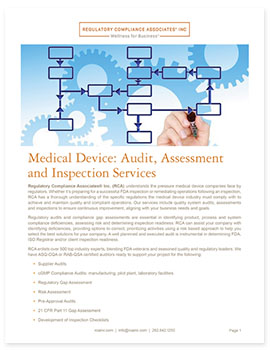 REGULATORY COMPLIANCE ASSOCIATES® INC
Wellness for Business®
Medical Device: Audit, Assessment
and Inspection Services
Regulatory Compliance Associates® Inc. (RCA) understands the pressure medical device companies face by
regulators. Whether it's preparing for a successful FDA inspection or remediating operations following an inspection,
RCA has a thorough understanding of the specific regulations the medical device industry must comply with to
achieve and maintain quality and compliant operations. Our services include quality system audits, assessments
and inspections to ensure continuous improvement, aligning with your business needs and goals.
Regulatory audits and compliance gap assessments are essential in identifying product, process and system
compliance deficiencies, assessing risk and determining inspection readiness. RCA can assist your company with
identifying deficiencies, providing options to correct, prioritizing activities using a risk based approach to help you
select the best solutions for your company. A well planned and executed audit is instrumental in determining FDA,
ISO Registrar and/or client inspection readiness.
RCA enlists over 500 top industry experts, blending FDA veterans and seasoned quality and regulatory leaders. We
have ASQ-CQA or RAB-QSA certified auditors ready to support your project for the following:
• Supplier Audits
• cGMP Compliance Audits; manufacturing, pilot plant, laboratory facilities
• Regulatory Gap Assessment
• Risk Assessment
• Pre-Approval Audits
• 21 CFR Part 11 Gap Assessment
• Development of Inspection Checklists
Page 1